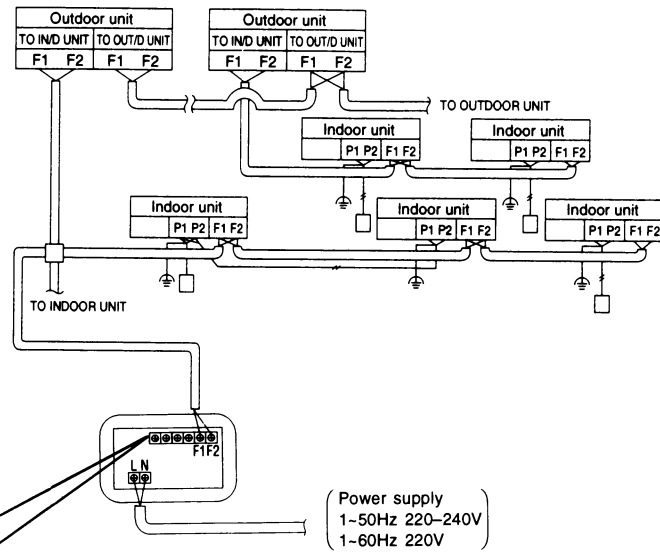 Outdoor unit
TO IN/D UNIT TO OUT/D UNIT
F1 F2 F1 F2
Outdoor unit
TO IN/D UNIT TO OUT/D UNIT
F1 F2 F1 F2
TO OUTDOOR UNIT
Indoor unit
P1 P2 F1 F2
Indoor unit
P1 P2 F1 F2
Indoor unit
P1 P2 F1 F2
Indoor unit
P1 P2 F1 F2
Indoor unit
P1 P2 F1 F2
TO INDOOR UNIT
F1F2
L N
Power supply
1~50Hz 220–240V
1~60Hz 220V